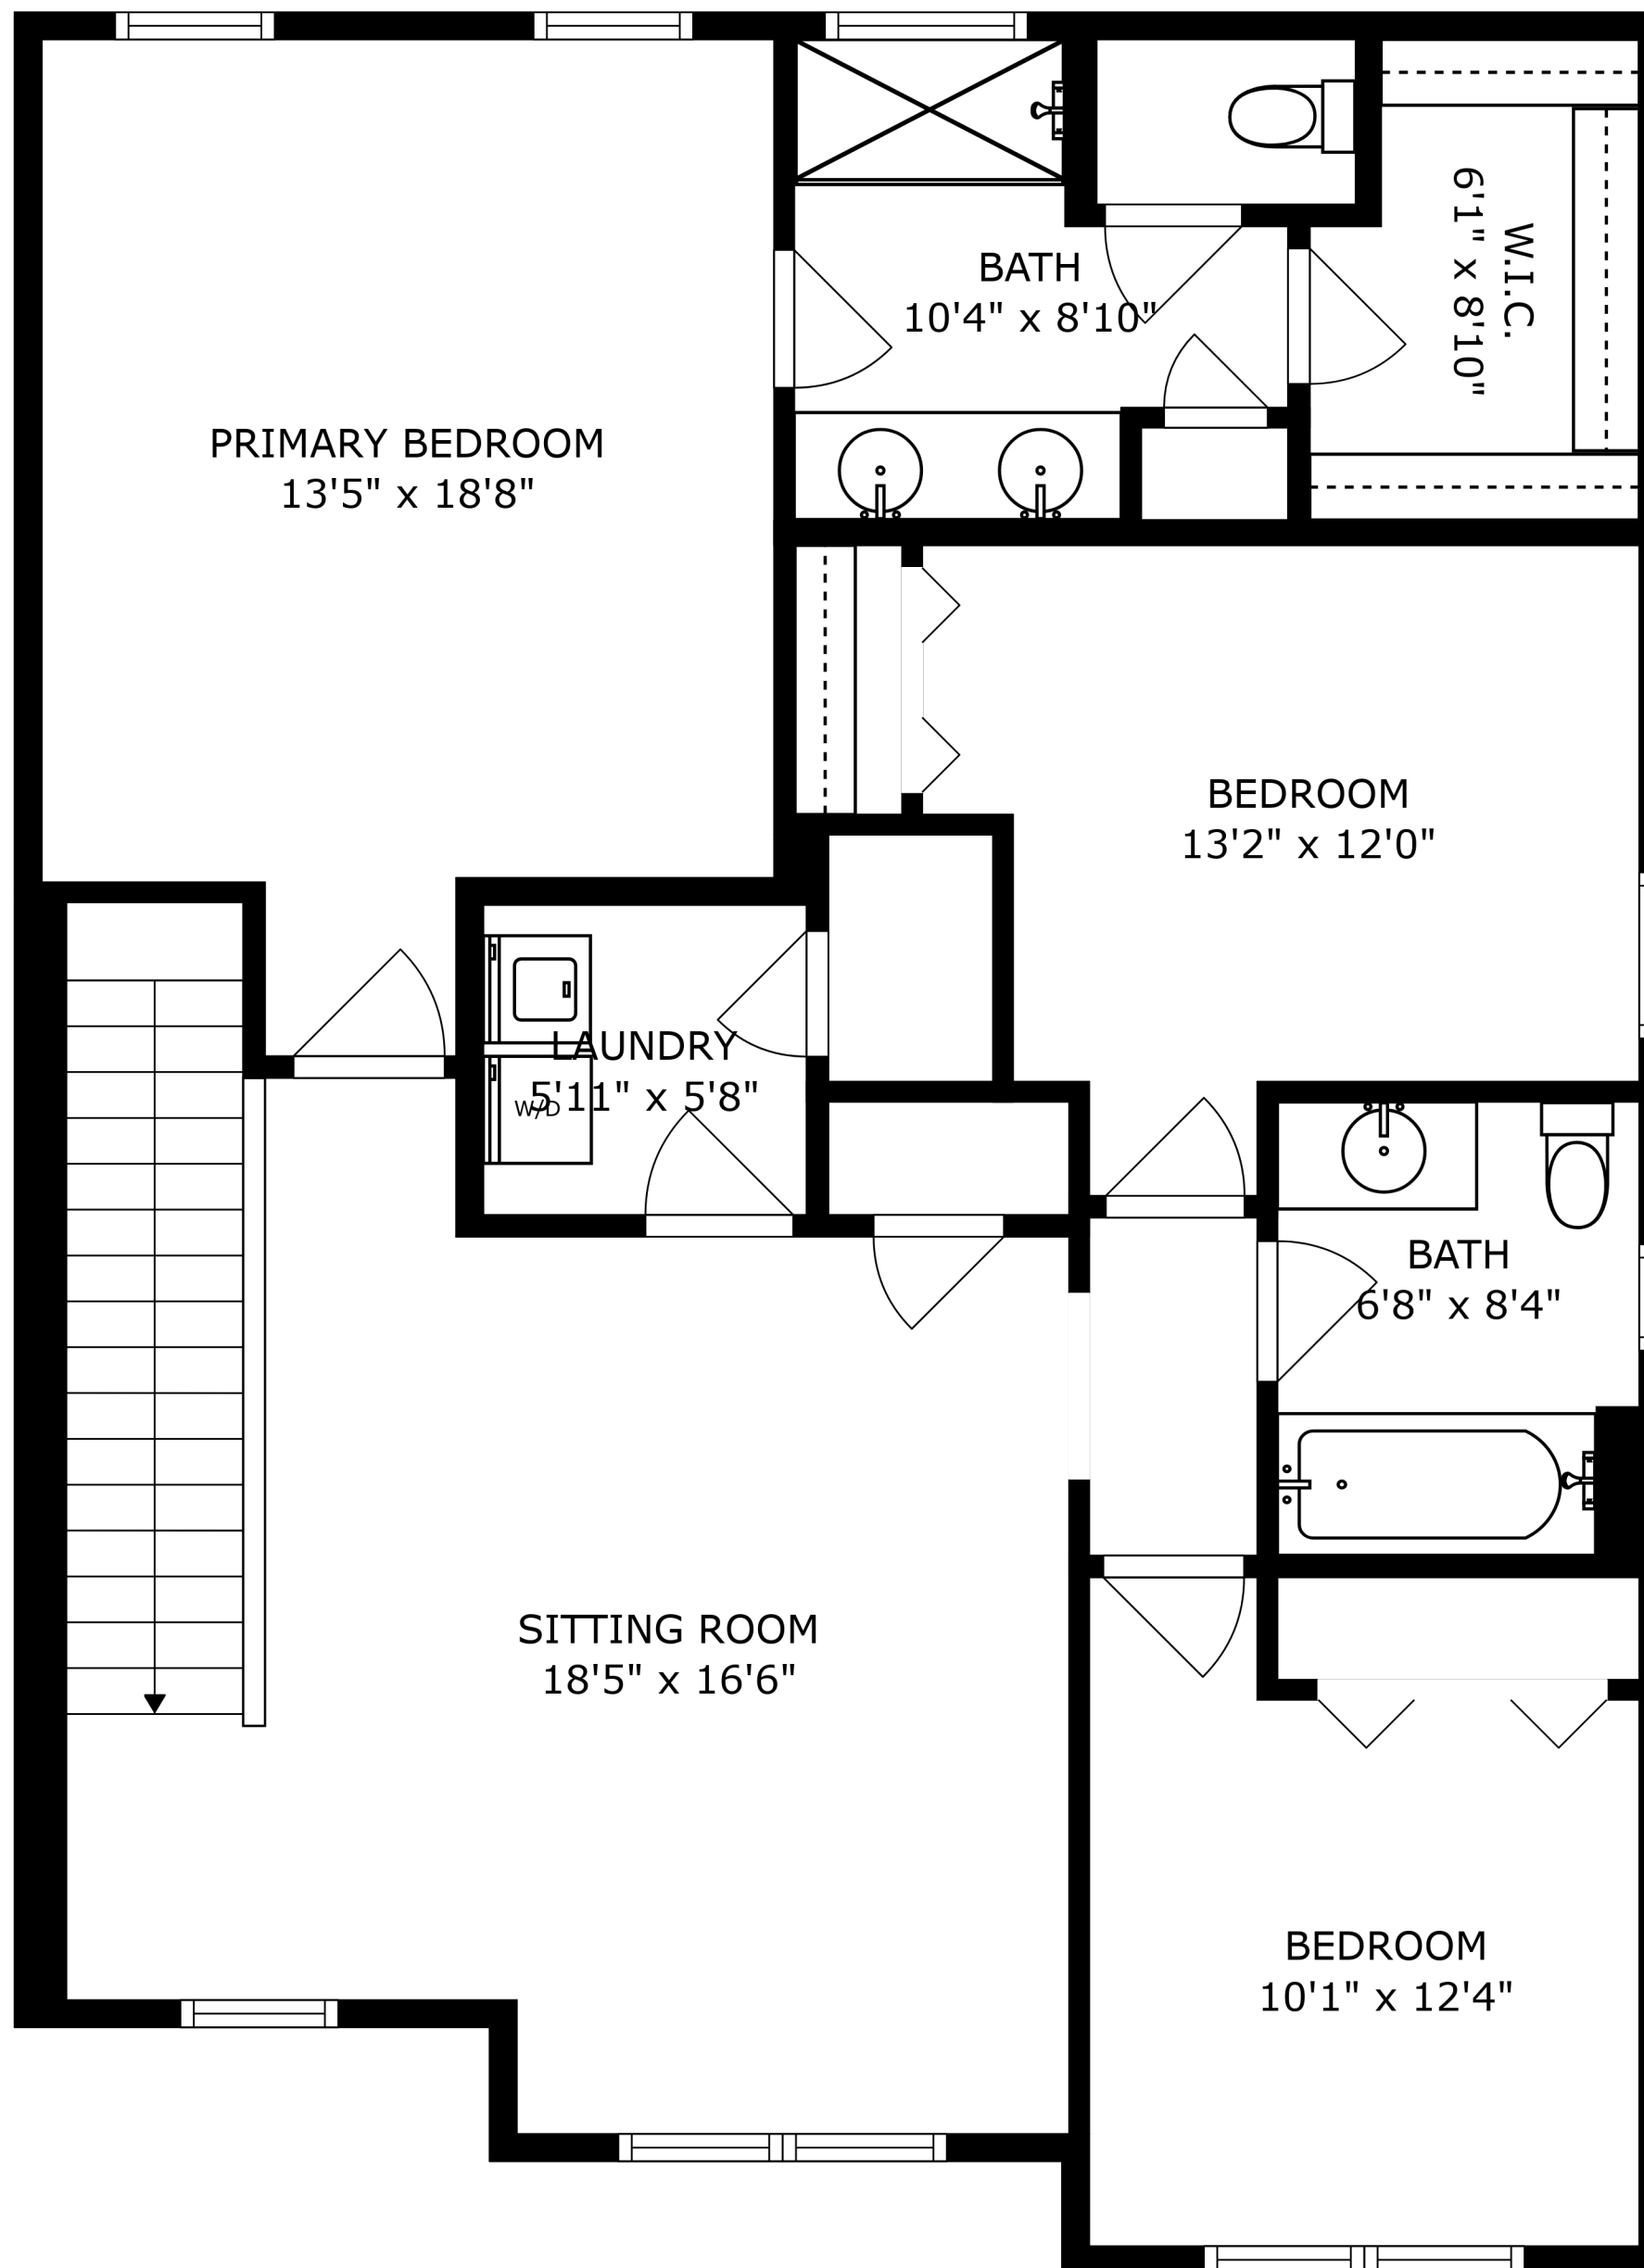 BATH
10'4" x 8'10"
W.I.C.
6'1" x 8'10"
PRIMARY BEDROOM
13'5" x 18'8"
BEDROOM
13'2" x 12'0"
LAUNDRY
5'11" x 5'8"
W/D
BATH
6'8" x 8'4"
SITTING ROOM
18'5" x 16'6"
BEDROOM
10'1" x 12'4"